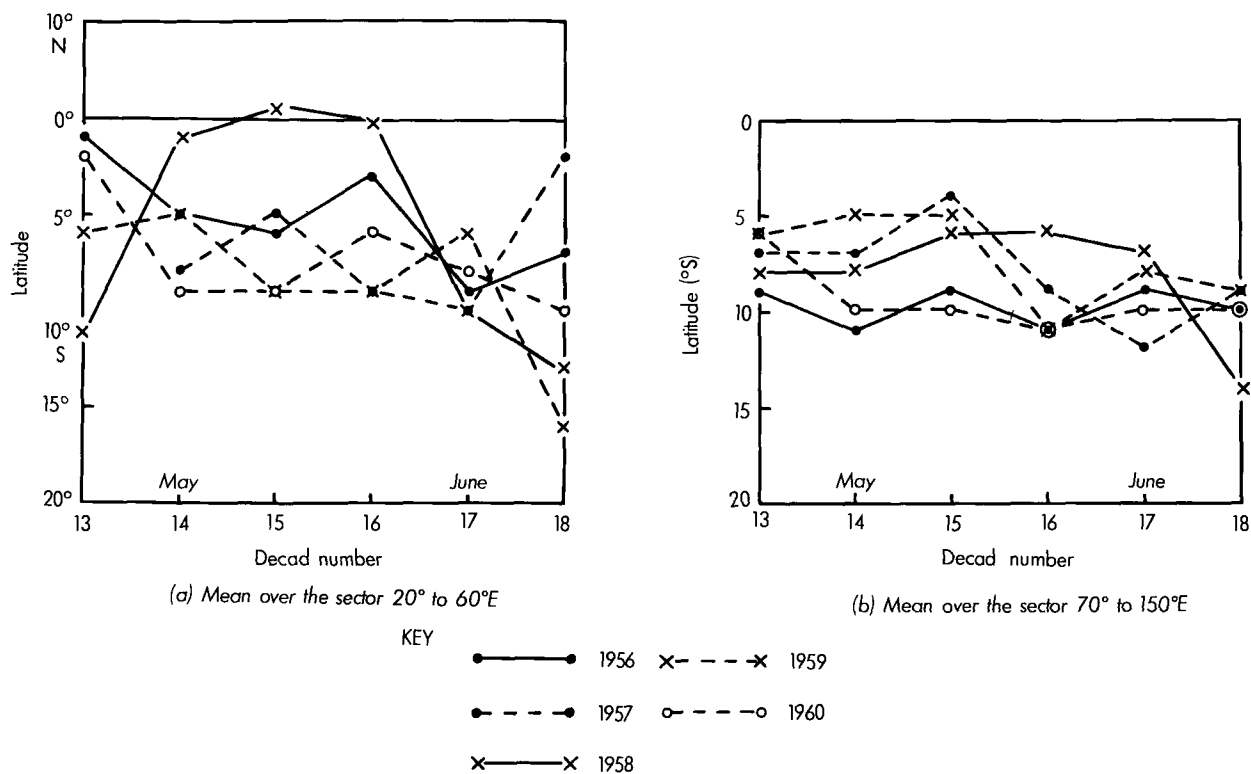 10°
N
0°
5°
10°
S
15°
20°
Latitude
May
June
13 14 15 16 17 18
Decad number
(a) Mean over the sector 20° to 60°E
0
5
10
15
20
Latitude (°S)
May
June
13 14 15 16 17 18
Decad number
(b) Mean over the sector 70° to 150°E
KEY
1956
1959
1957
1960
1958